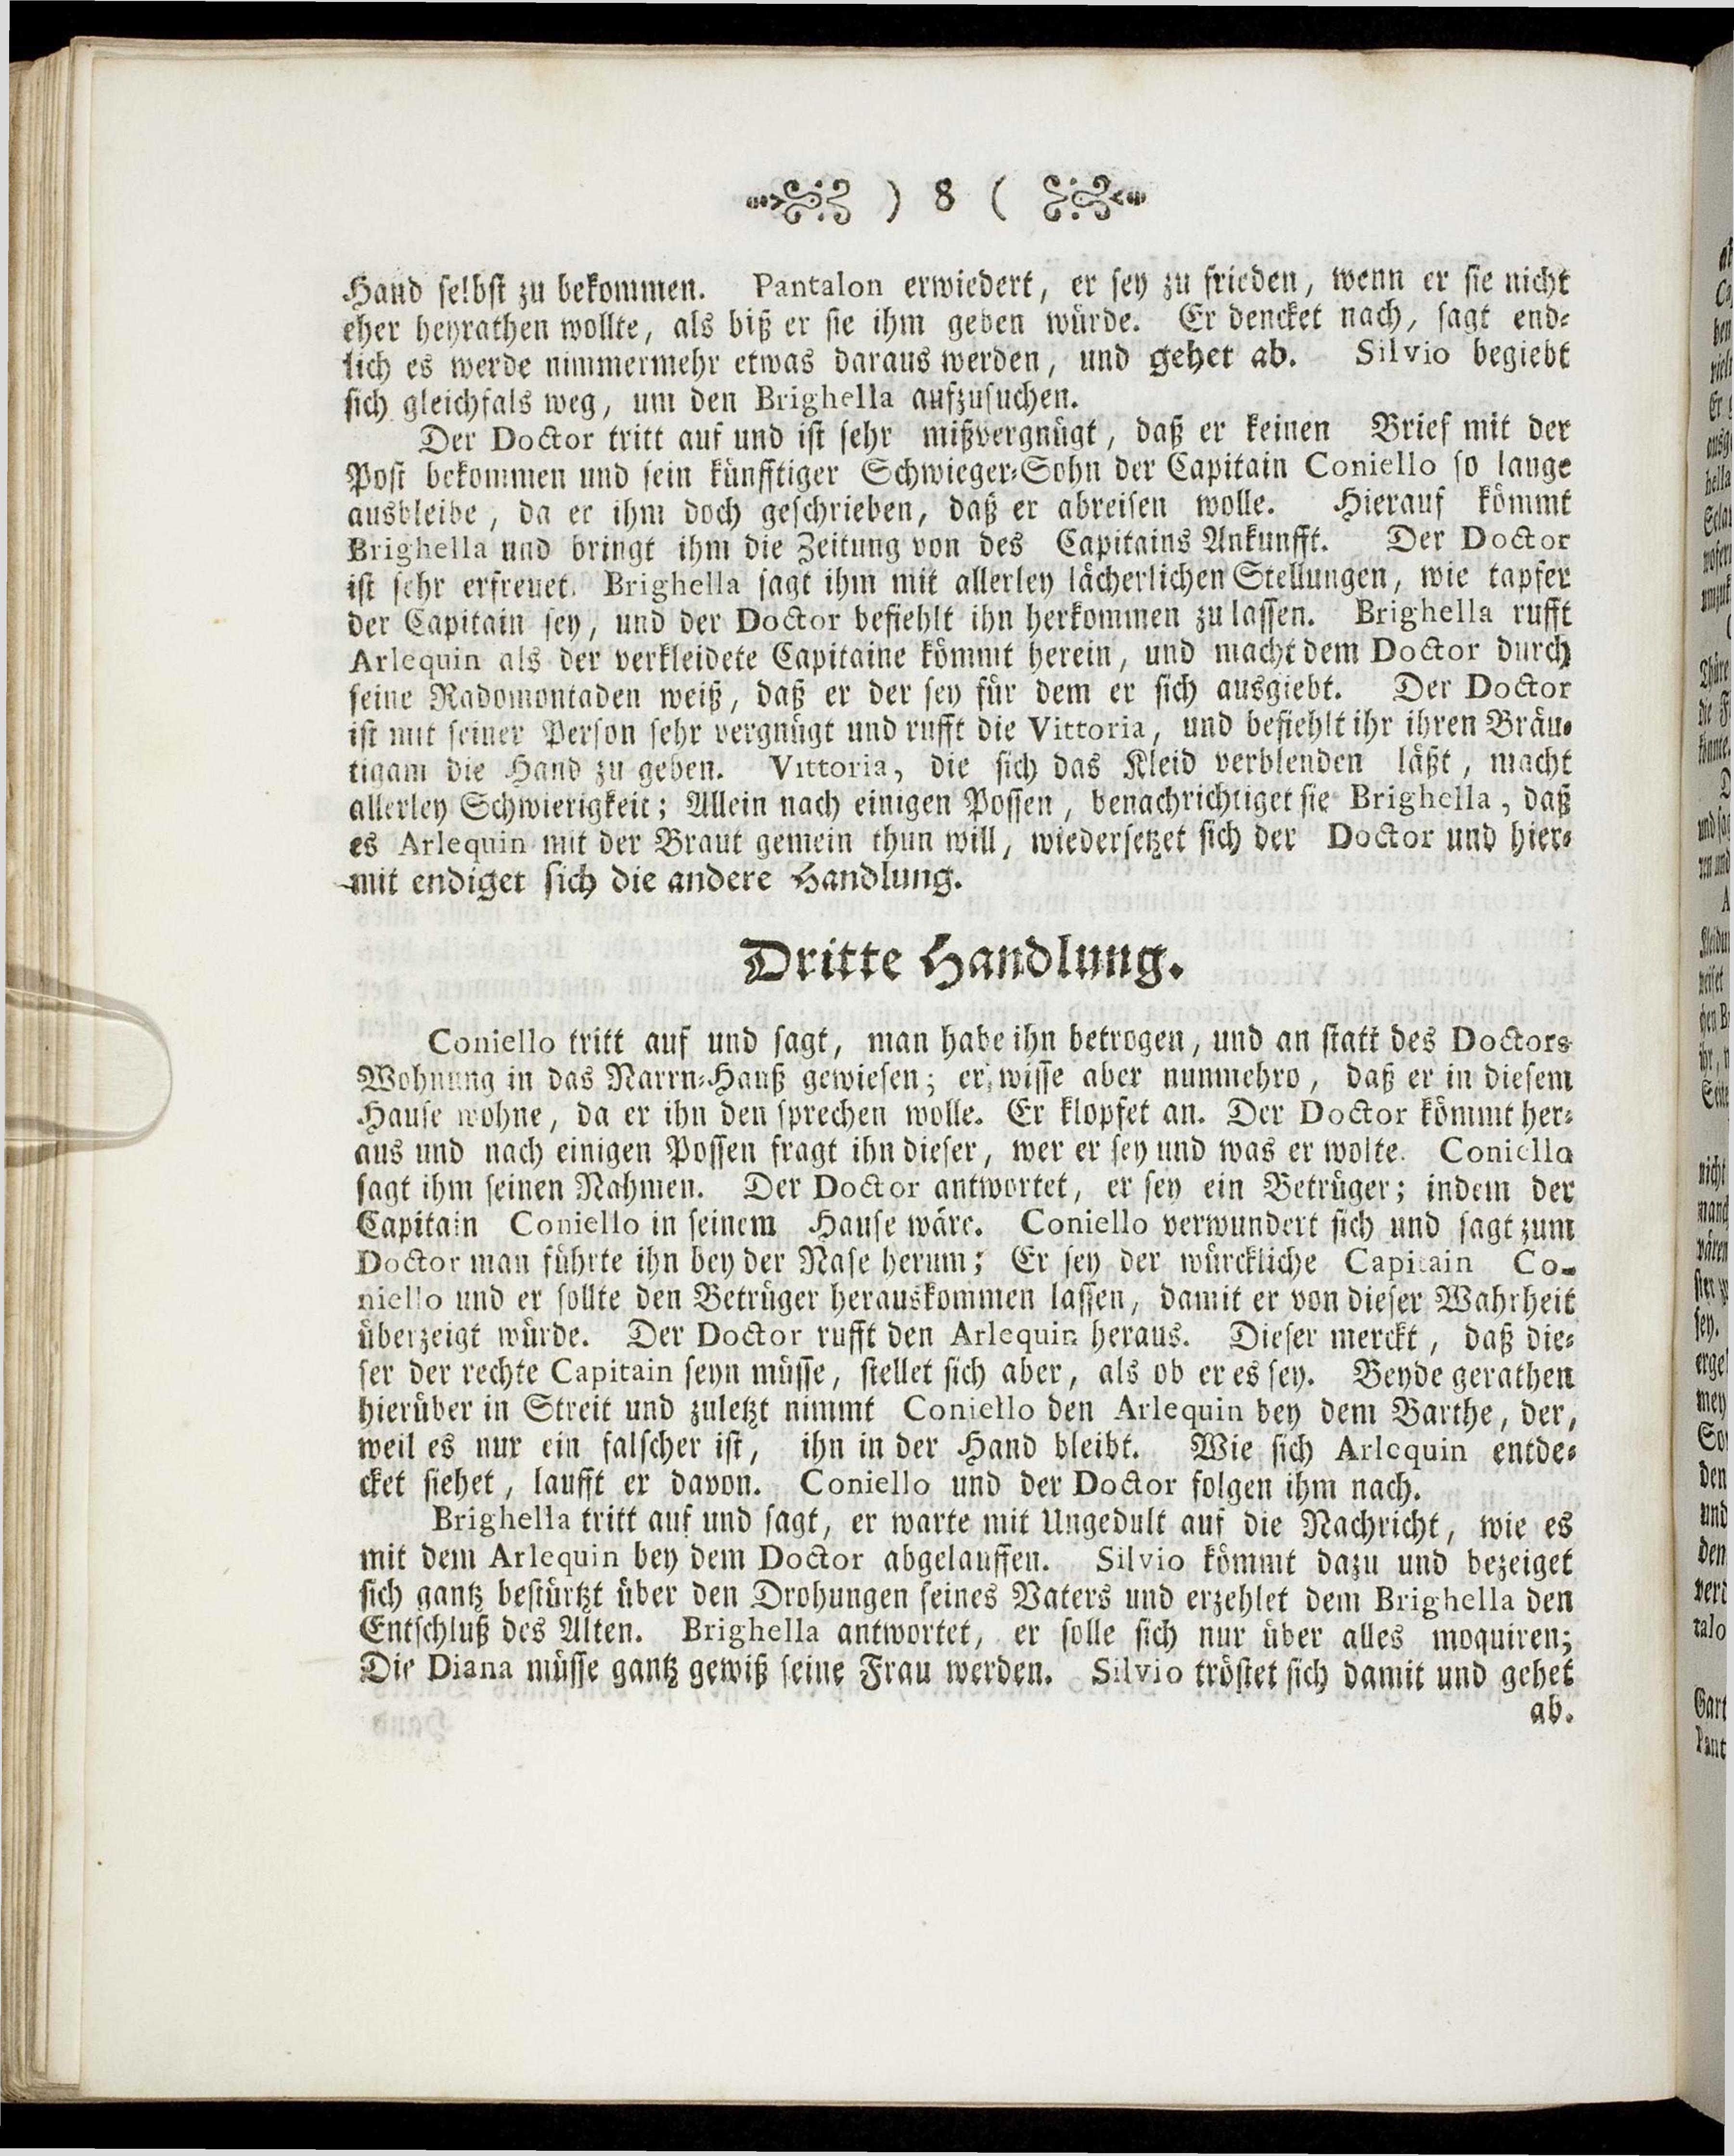 ) 8 (
Hand selbst zu bekommen. Pantalon erwiedert, er sey zu frieden, wenn er sie nicht
eher heyrathen wollte, als biß er sie ihm geben würde. Er dencket nach, sagt end-
lich es werde nimmermehr etwas daraus werden, und gehet ab. Silvio begiebt
sich gleichfals weg, um den Brighella aufzusuchen.
Der Doctor tritt auf und ist sehr mißvergnügt, daß er keinen Brief mit der
Post bekommen und sein künfftiger Schwieger-Sohn der Capitain Coniello so lange
ausbleibe, da er ihm doch geschrieben, daß er abreisen wolle. Hierauf kömmt
Brighella und bringt ihm die Zeitung von des Capitains Ankunfft. Der Doctor
ist sehr erfreuet. Brighella sagt ihm mit allerley lächerlichen Stellungen, wie tapfer
der Capitain sey, und der Doctor befiehlt ihn herkommen zu lassen. Brighella rufft
Arlequin als der verkleidete Capitaine kömmt herein, und macht dem Doctor durch
seine Radomontaden weiß, daß er der sey für dem er sich ausgiebt. Der Doctor
ist mit seiner Person sehr vergnügt und rufft die Vittoria, und befiehlt ihr ihren Bräu-
tigam die Hand zu geben. Vittoria, die sich das Kleid verblenden läßt, macht
allerley Schwierigkeit; Allein nach einigen Possen, benachrichtiget sie Brighella, daß
es Arlequin mit der Braut gemein thun will, wiedersetzet sich der Doctor und hier-
mit endiget sich die andere Handlung.
Dritte Handlung.
Coniello tritt auf und sagt, man habe ihn betrogen, und an statt des Doctors
Wohnung in das Narrn-Hauß gewiesen; er wisse aber nunmehro, daß er in diesem
Hause wohne, da er ihn den sprechen wolle. Er klopfet an. Der Doctor kömmt her-
aus und nach einigen Possen fragt ihn dieser, wer er sey und was er wolte. Coniello
sagt ihm seinen Nahmen. Der Doctor antwortet, er sey ein Betrüger; indem der
Capitain Coniello in seinem Hause wäre. Coniello verwundert sich und sagt zum
Doctor man führte ihn bey der Nase herum; Er sey der würckliche Capitain Co-
niello und er sollte den Betrüger herauskommen lassen, damit er von dieser Wahrheit
überzeigt würde. Der Doctor rufft den Arlequin heraus. Dieser merckt, daß die-
ser der rechte Capitain seyn müsse, stellet sich aber, als ob er es sey. Beyde gerathen
hierüber in Streit und zuletzt nimmt Coniello den Arlequin bey dem Barthe, der,
weil es nur ein falscher ist, ihn in der Hand bleibt. Wie sich Arlequin entde-
cket siehet, laufft er davon. Coniello und der Doctor folgen ihm nach.
Brighella tritt auf und sagt, er warte mit Ungedult auf die Nachricht, wie es
mit dem Arlequin bey dem Doctor abgelauffen. Silvio kömmt dazu und bezeiget
sich gantz bestürtzt über den Drohungen seines Vaters und erzehlet dem Brighella den
Entschluß des Alten. Brighella antwortet, er solle sich nur über alles moquiren;
Die Diana müsse gantz gewiß seine Frau werden. Silvio tröstet sich damit und gehet
ab.